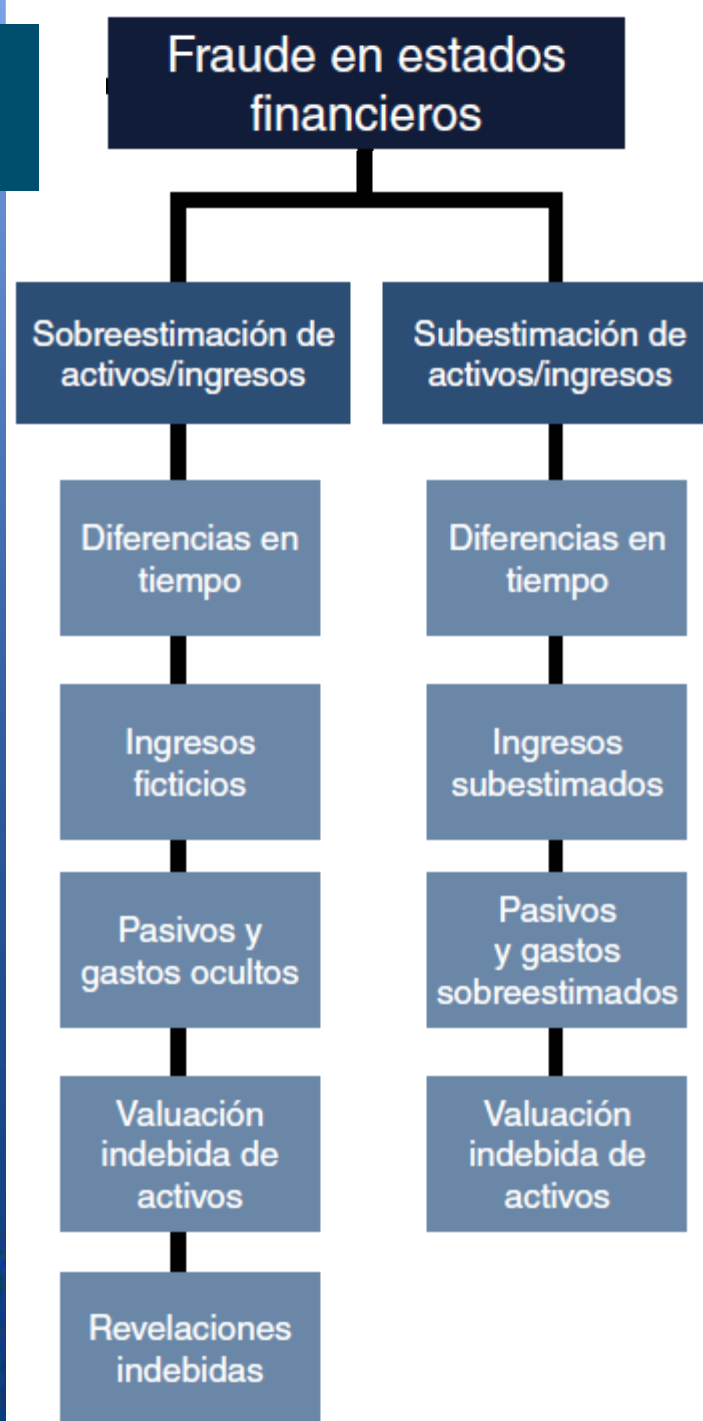 Fraude en estados
financieros
Sobreestimación de
activos/ingresos
Diferencias en
tiempo
Ingresos
ficticios
Pasivos y
gastos ocultos
Valuación
indebida de
activos
Revelaciones
indebidas
Subestimación de
activos/ingresos
Diferencias en
tiempo
Ingresos
subestimados
Pasivos
y gastos
sobreestimados
Valuación
indebida de
activos